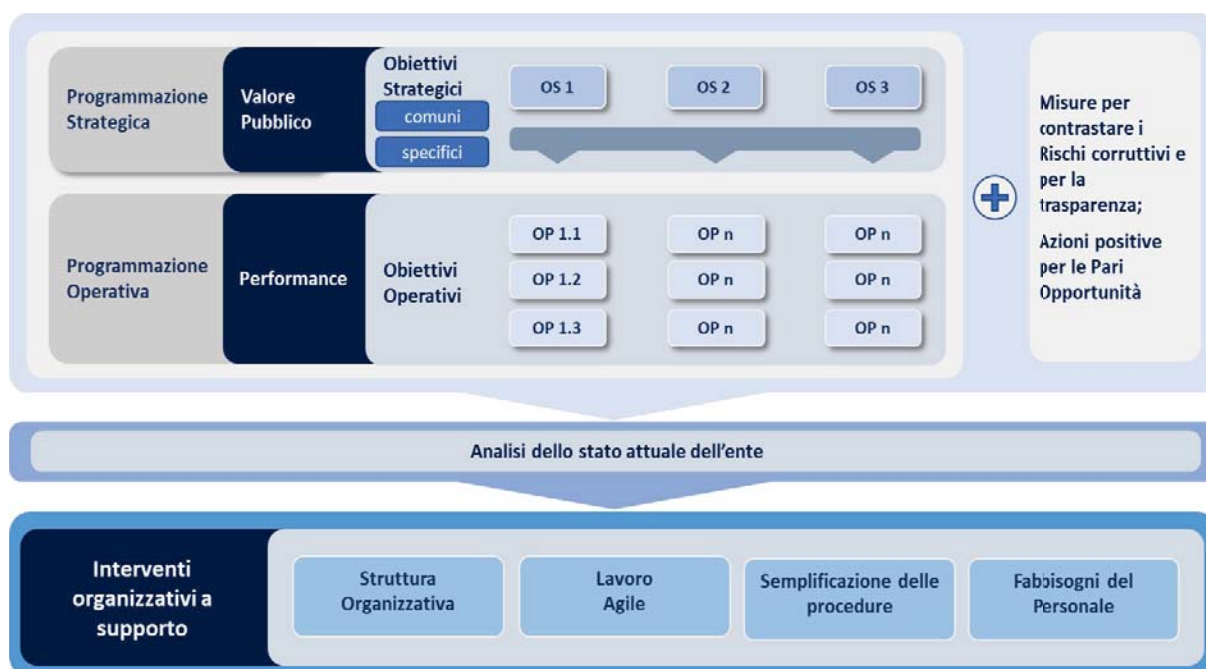 Programmazione
Strategica
Valore
Pubblico
Obiettivi
Strategici
comuni
specifici
OS 1
OS 2
OS 3
Programmazione
Operativa
Performance
Obiettivi
Operativi
OP 1.1
OP n
OP n
OP 1.2
OP n
OP n
OP 1.3
OP n
OP n
Misure per
contrastare i
Rischi corruttivi e
per la
trasparenza;
Azioni positive
per le Pari
Opportunità
Analisi dello stato attuale dell'ente
Interventi
organizzativi a
supporto
Struttura
Organizzativa
Lavoro
Agile
Semplificazione delle
procedure
Fabbisogni del
Personale